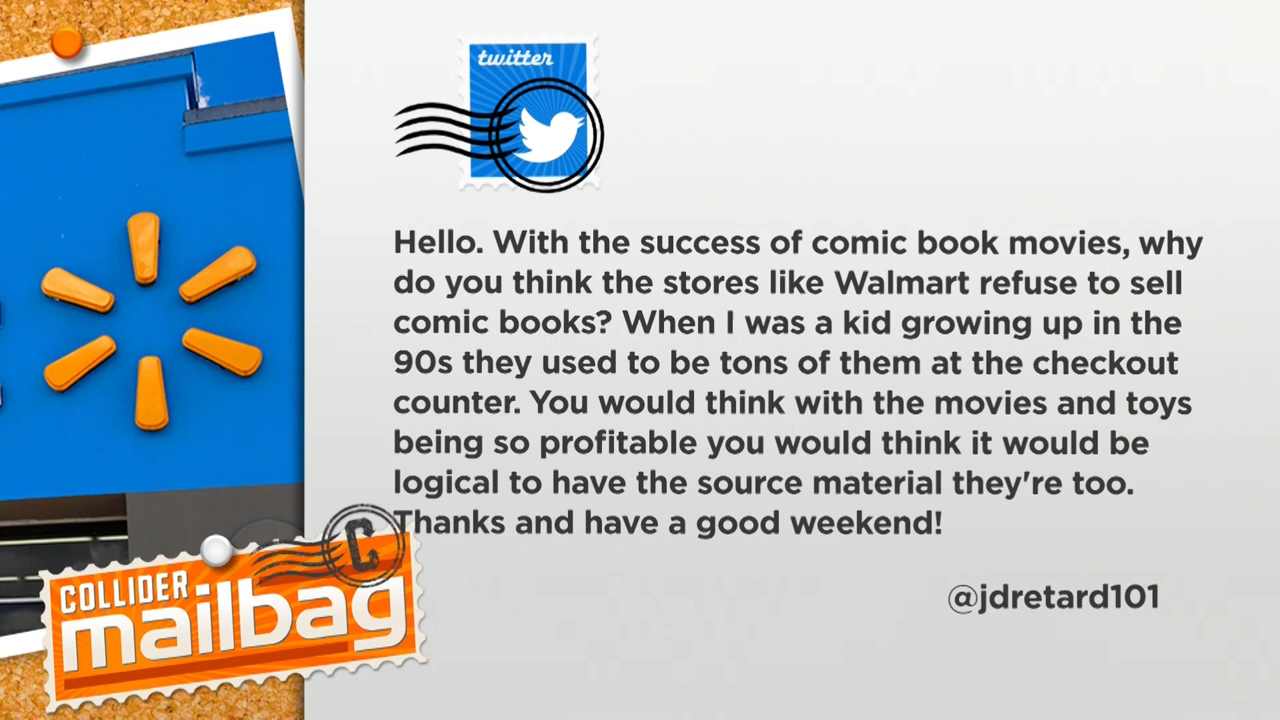 twitter
Hello. With the success of comic book movies, why
do you think the stores like Walmart refuse to sell
comic books? When I was a kid growing up in the
90s they used to be tons of them at the checkout
counter. You would think with the movies and toys
being so profitable you would think it would be
logical to have the source material they're too.
Thanks and have a good weekend!
@jdretard101
C
COLLIDER
mailbag